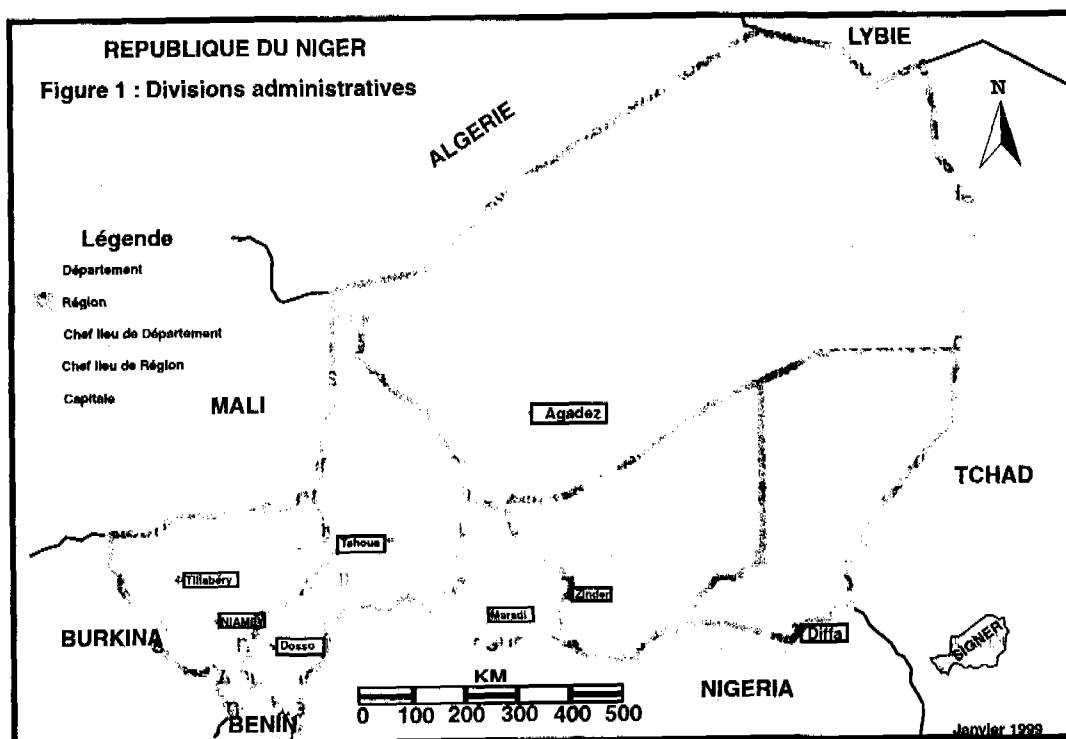 REPUBLIQUE DU NIGER
Figure 1 : Divisions administratives
LYBIE
N
ALGERIE
Légende
Département
Région
Chef lieu de Département
Chef lieu de Région
Capitale
MALI
Agadez
TCHAD
Tahoua
Tillabéry
Zinder
Maradi
NIAMEY
BURKINA
Dosso
Diffa
SIGNER
KM
NIGERIA
0 100 200 300 400 500
BENIN
Janvier 1999